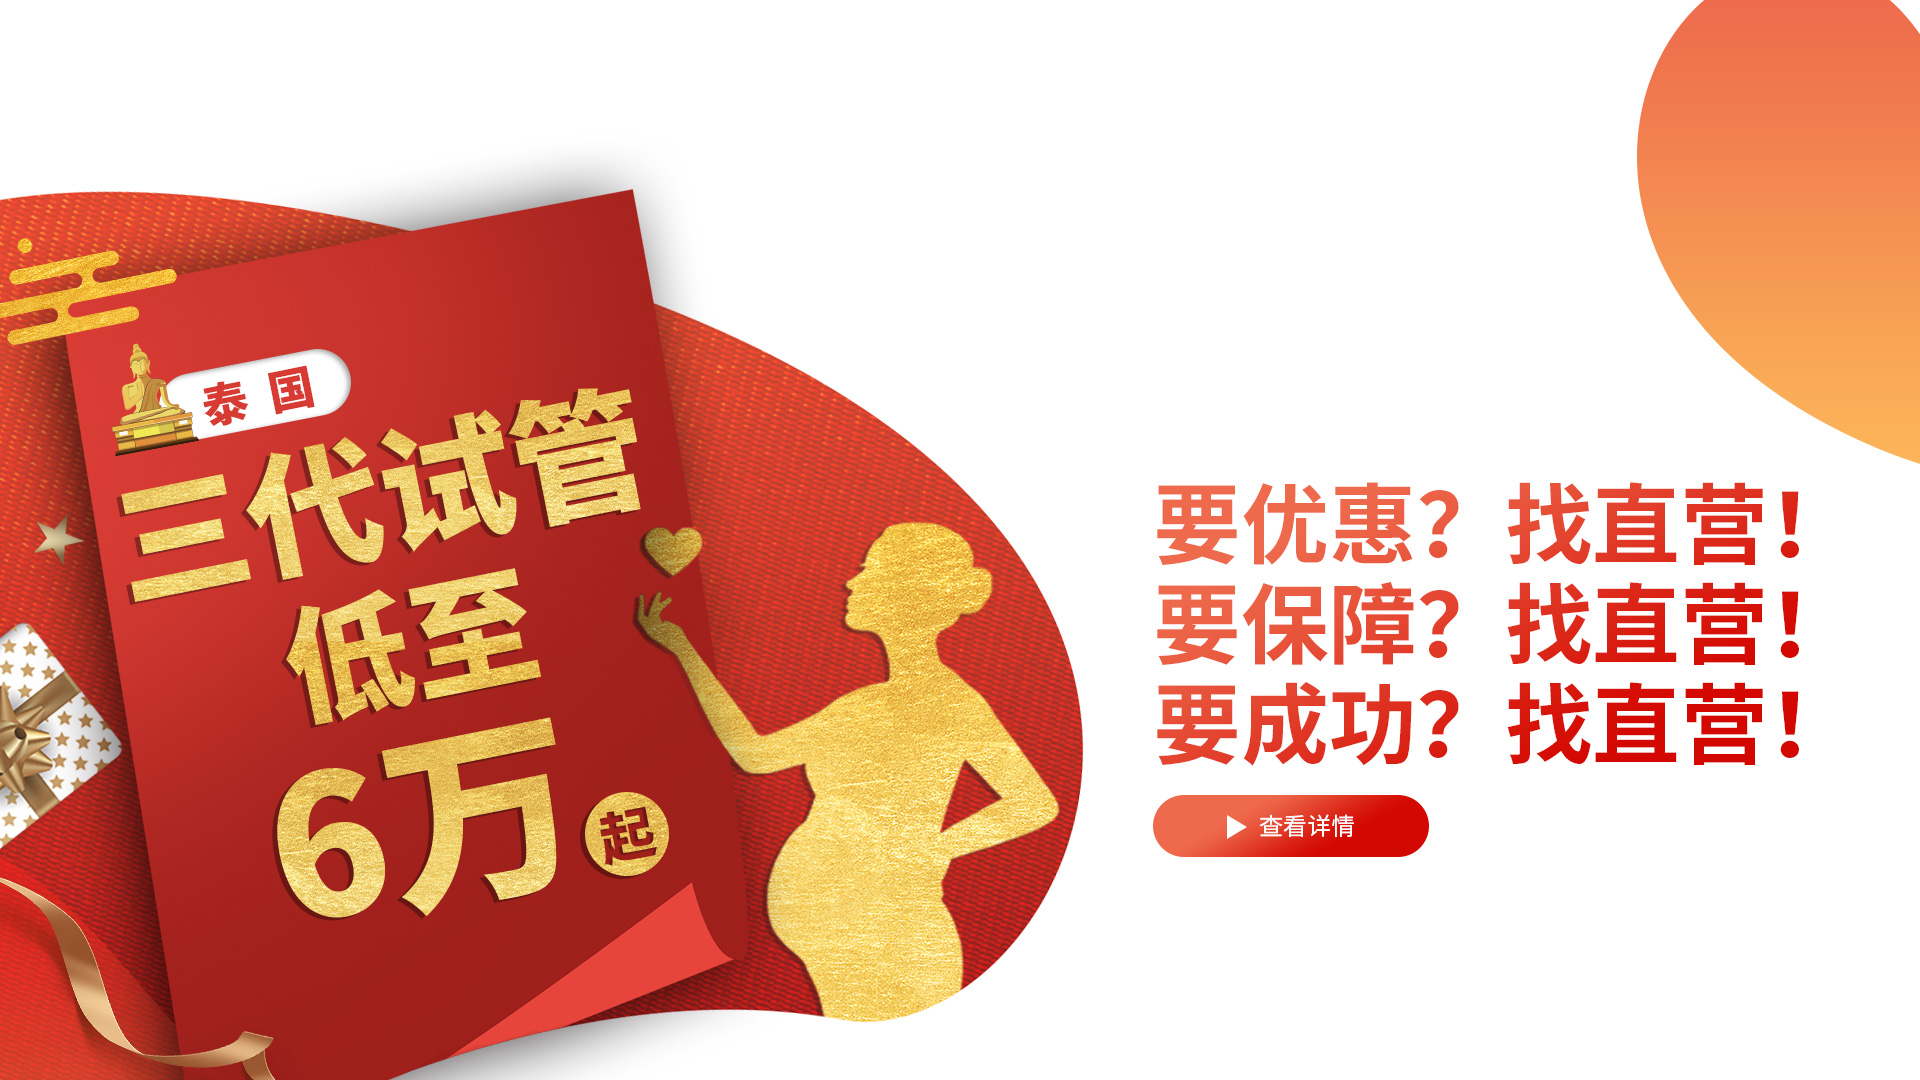 泰国
三代试管
低至
6万起
要优惠？找直营！
要保障？找直营！
要成功？找直营！
查看详情